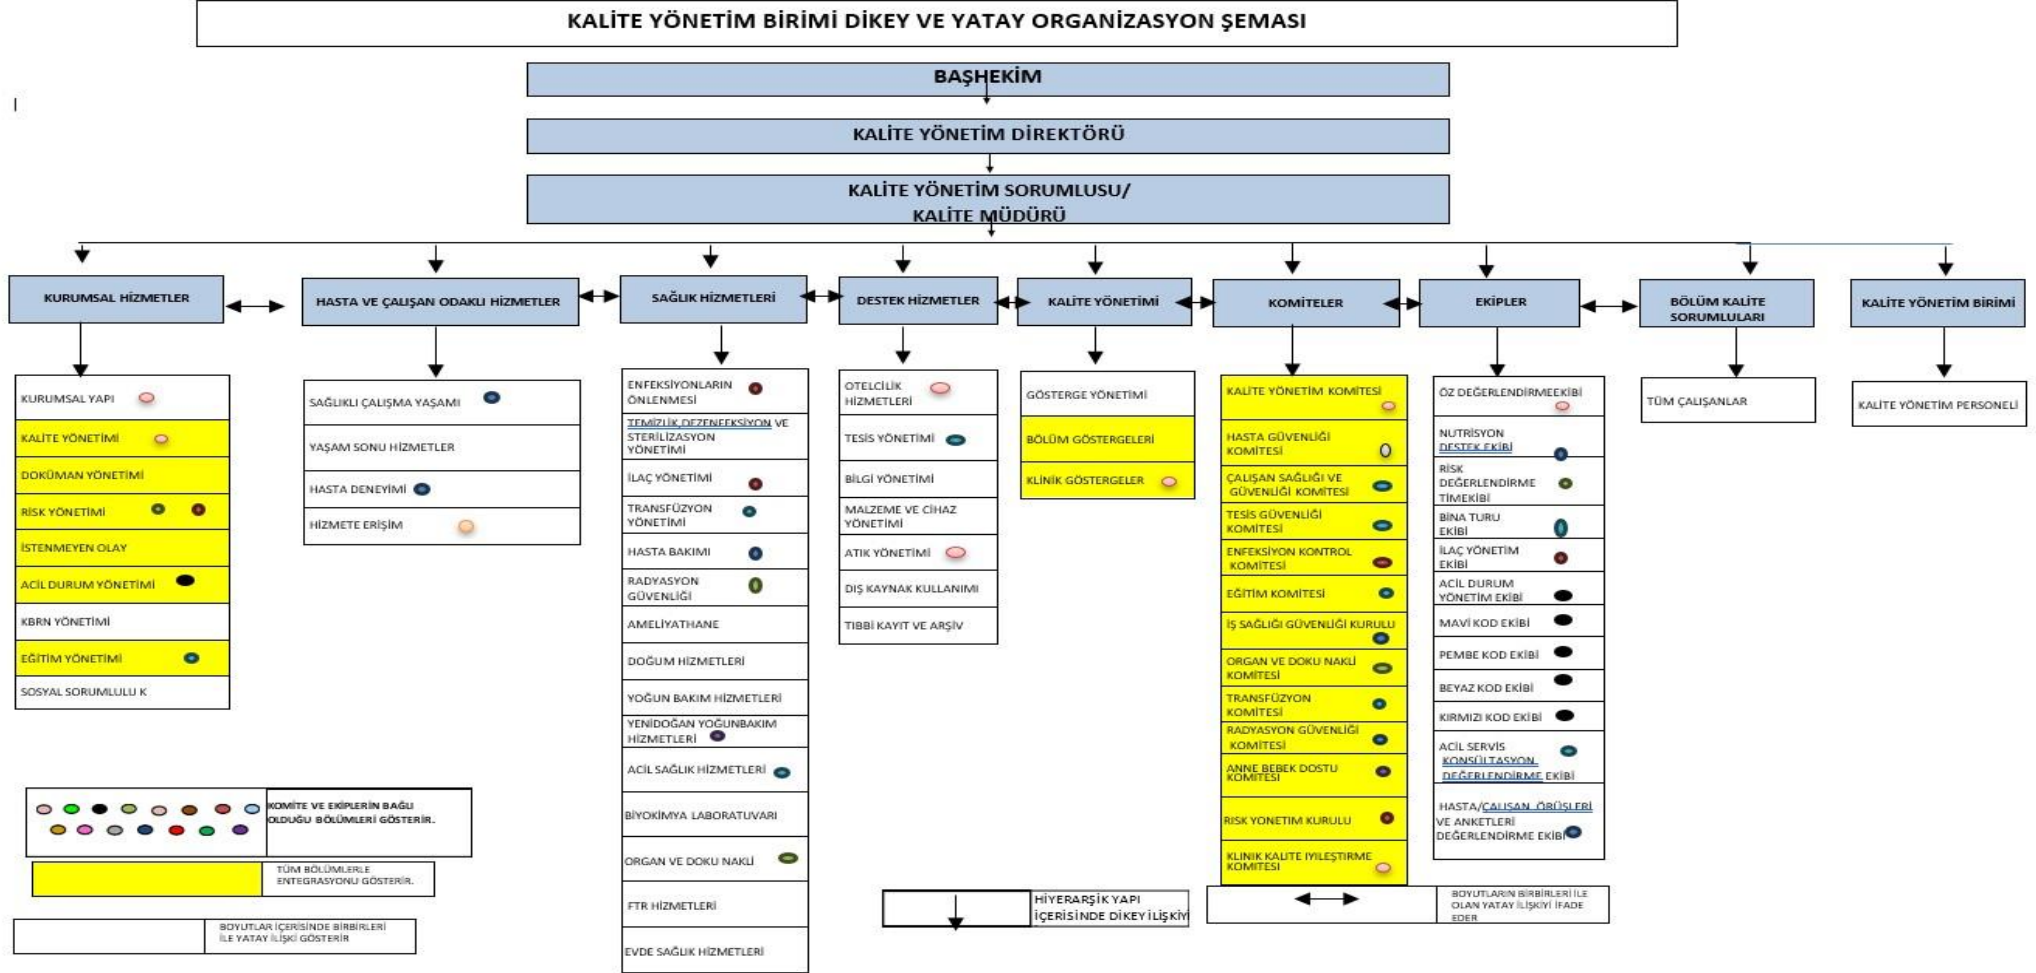 KALİTE YÖNETİM BİRİMİ DİKEY VE YATAY ORGANİZASYON ŞEMASI
BAŞHEKİM
KALİTE YÖNETİM DİREKTÖRÜ
KALİTE YÖNETİM SORUMLUSU/
KALİTE MÜDÜRÜ
KURUMSAL HİZMETLER
KURUMSAL YAPI
KALİTE YÖNETİMİ
DOKÜMAN YÖNETİMİ
RİSK YÖNETİMİ
İSTENMEYEN OLAY
ACİL DURUM YÖNETİMİ
KBRN YÖNETİMİ
EĞİTİM YÖNETİMİ
SOSYAL SORUMLULU K
HASTA VE ÇALIŞAN ODAKLI HİZMETLER
SAĞLIKLI ÇALIŞMA YAŞAMI
YAŞAM SONU HİZMETLER
HASTA DENEYİMİ
HİZMETE ERİŞİM
SAĞLIK HİZMETLERİ
ENFEKSİYONLARIN
ÖNLENMESİ
TEMİZLİK,DEZENFEKSİYON VE
STERİLİZASYON
YÖNETİMİ
İLAÇ YÖNETİMİ
TRANSFÜZYON
YÖNETİMİ
HASTA BAKIMI
RADYASYON
GÜVENLİĞİ
AMELİYATHANE
DOĞUM HİZMETLERİ
YOĞUN BAKIM HİZMETLERİ
YENİDOĞAN YOĞUNBAKIM
HİZMETLERİ
ACİL SAĞLIK HİZMETLERİ
BİYOKİMYA LABORATUVARI
ORGAN VE DOKU NAKLİ
FTR HİZMETLERİ
EVDE SAĞLIK HİZMETLERİ
DESTEK HİZMETLER
OTELCİLİK
HİZMETLERİ
TESİS YÖNETİMİ
BİLGİ YÖNETİMİ
MALZEME VE CİHAZ
YÖNETİMİ
ATIK YÖNETİMİ
DIŞ KAYNAK KULLANIMI
TIBBİ KAYIT VE ARŞİV
KALİTE YÖNETİMİ
GÖSTERGE YÖNETİMİ
BÖLÜM GÖSTERGELERİ
KLİNİK GÖSTERGELER
KOMİTELER
KALİTE YÖNETİM KOMİTESİ
HASTA GÜVENLİĞİ
KOMİTESİ
ÇALIŞAN SAĞLIĞI VE
GÜVENLİĞİ KOMİTESİ
TESİS GÜVENLİĞİ
KOMİTESİ
ENFEKSİYON KONTROL
KOMİTESİ
EĞİTİM KOMİTESİ
İŞ SAĞLIĞI GÜVENLİĞİ KURULU
ORGAN VE DOKU NAKLİ
KOMİTESİ
TRANSFÜZYON
KOMİTESİ
RADYASYON GÜVENLİĞİ
KOMİTESİ
ANNE BEBEK DOSTU
KOMİTESİ
RISK YONETIM KURULU
KLINIK KALITE IYILEŞTIRME
KOMİTESİ
EKİPLER
ÖZ DEĞERLENDİRMEEKİBİ
NUTRİSYON
DESTEK EKİBİ
RİSK
DEĞERLENDİRME
TİMEKİBİ
BİNA TURU
EKİBİ
İLAÇ YÖNETİM
EKİBİ
ACİL DURUM
YÖNETİM EKİBİ
MAVİ KOD EKİBİ
PEMBE KOD EKİBİ
BEYAZ KOD EKİBİ
KIRMIZI KOD EKİBİ
ACİL SERVİS
KONSÜLTASYON
DEĞERLENDİRME EKİBİ
HASTA/ÇALIŞAN ÖRÜŞLERİ
VE ANKETLERİ
DEĞERLENDİRME EKİBİ
BÖLÜM KALİTE
SORUMLULARI
TÜM ÇALIŞANLAR
KALİTE YÖNETİM BİRİMİ
KALİTE YÖNETİM PERSONELİ
KOMİTE VE EKİPLERİN BAĞLI
OLDUĞU BÖLÜMLERİ GÖSTERİR.
TÜM BÖLÜMLERLE
ENTEGRASYONU GÖSTERİR.
BOYUTLAR İÇERİSİNDE BİRBİRLERİ
İLE YATAY İLİŞKİ GÖSTERİR
HİYERARŞİK YAPI
İÇERİSİNDE DİKEY İLİŞKİYİ
BOYUTLARIN BİRBİRLERİ İLE
OLAN YATAY İLİŞKİYİ İFADE
EDER